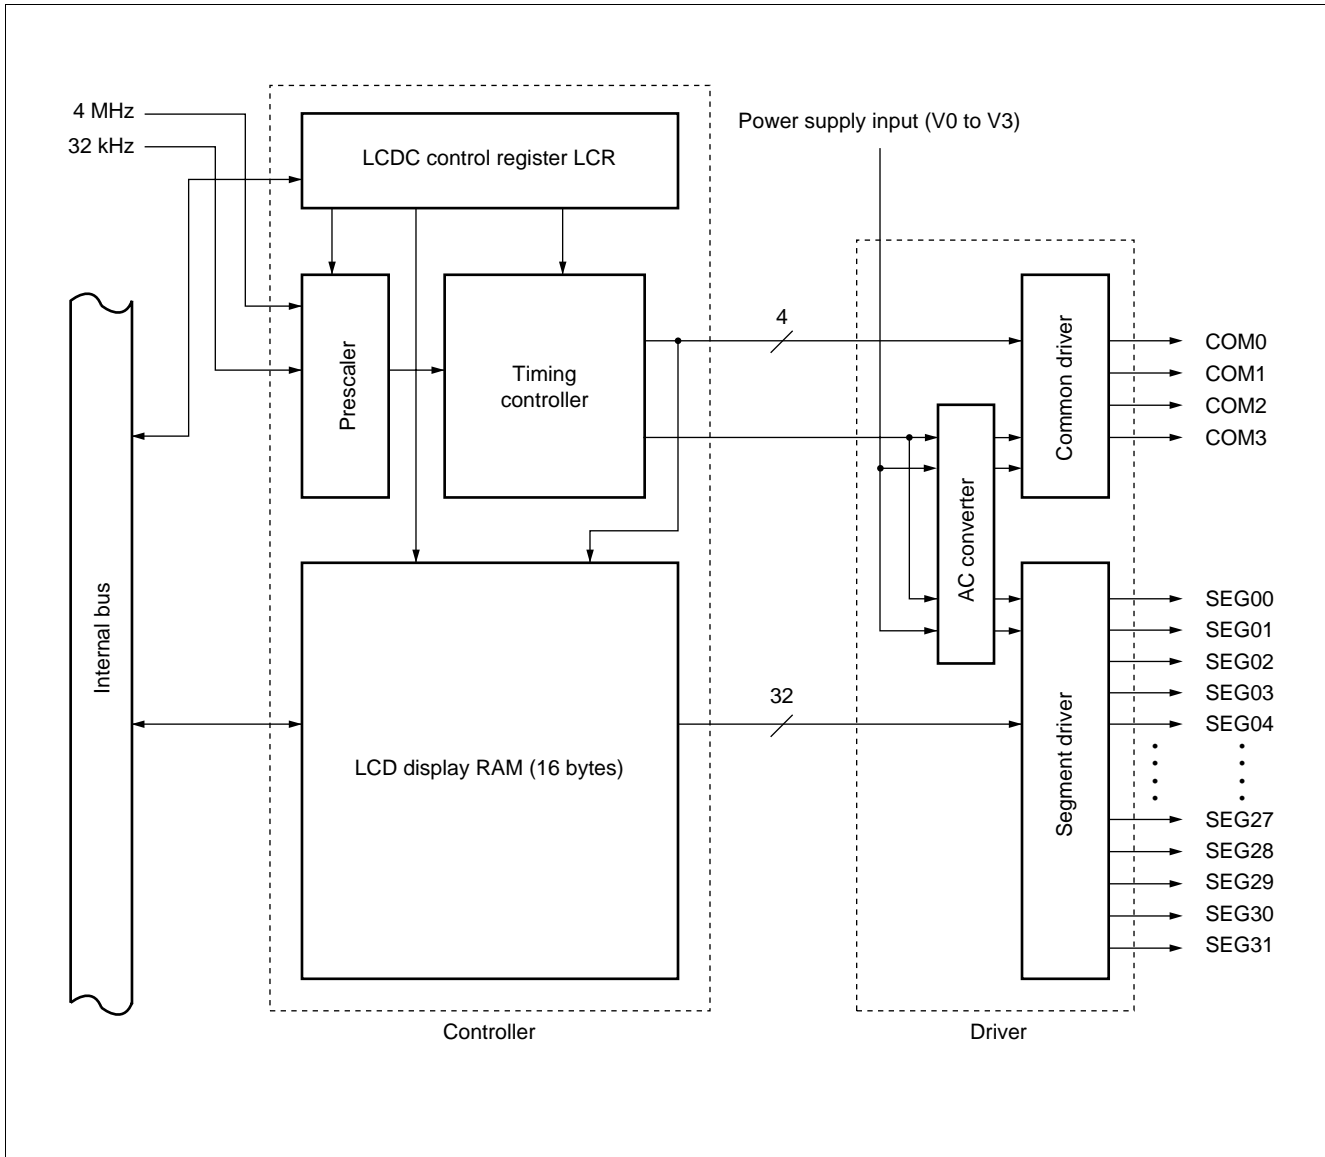 4 MHz
32 kHz
LCDC control register LCR
Power supply input (V0 to V3)
Prescaler
Timing
controller
4
Common driver
COM0
COM1
COM2
COM3
AC converter
Internal bus
LCD display RAM (16 bytes)
32
Segment driver
SEG00
SEG01
SEG02
SEG03
SEG04
SEG27
SEG28
SEG29
SEG30
SEG31
Controller
Driver